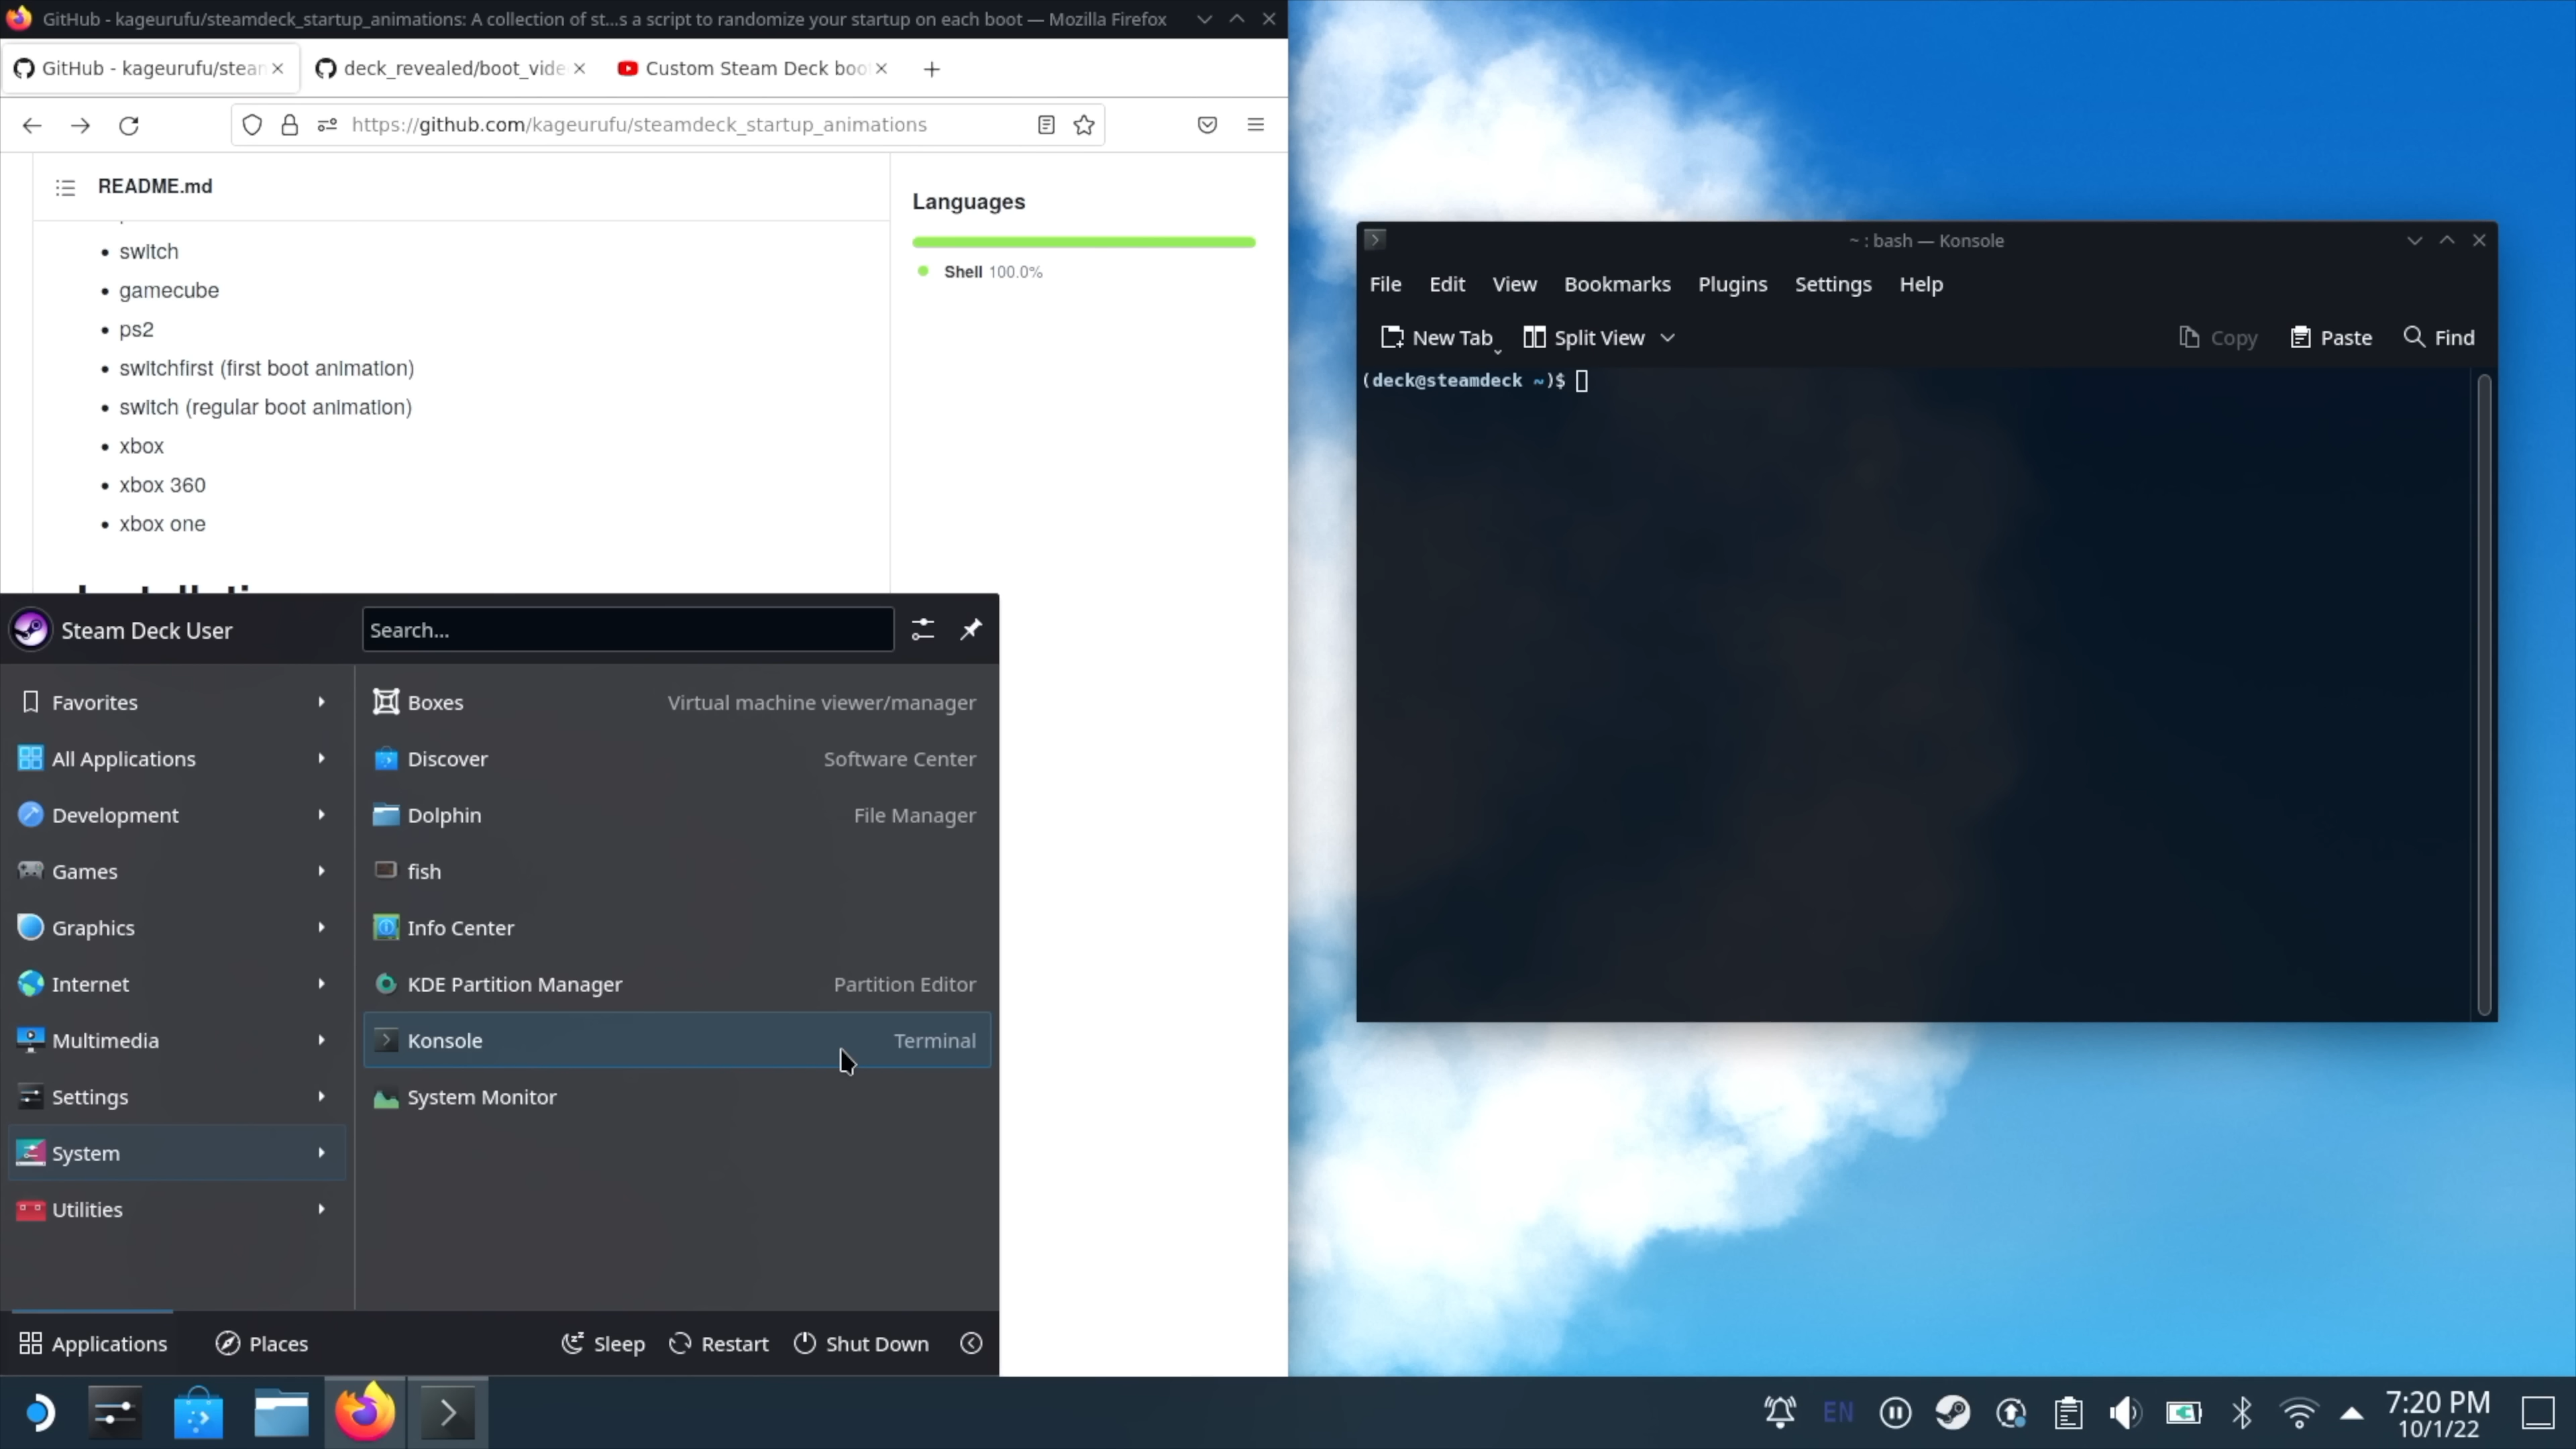 GitHub - kageurufu/steamdeck_startup_animations: A collection of st...s a script to randomize your startup on each boot — Mozilla Firefox
GitHub - kageurufu/stean
deck_revealed/boot_vide
Custom Steam Deck boo
https://github.com/kageurufu/steamdeck_startup_animations
README.md
switch
gamecube
ps2
switchfirst (first boot animation)
switch (regular boot animation)
xbox
xbox 360
xbox one
Languages
Shell 100.0%
~ : bash — Konsole
File Edit View Bookmarks Plugins Settings Help
New Tab Split View Copy Paste Find
(deck@steamdeck ~)$
Steam Deck User
Search...
Favorites
All Applications
Development
Games
Graphics
Internet
Multimedia
Settings
System
Utilities
Boxes Virtual machine viewer/manager
Discover Software Center
Dolphin File Manager
fish
Info Center
KDE Partition Manager Partition Editor
Konsole Terminal
System Monitor
Applications Places Sleep Restart Shut Down
EN
7:20 PM
10/1/22